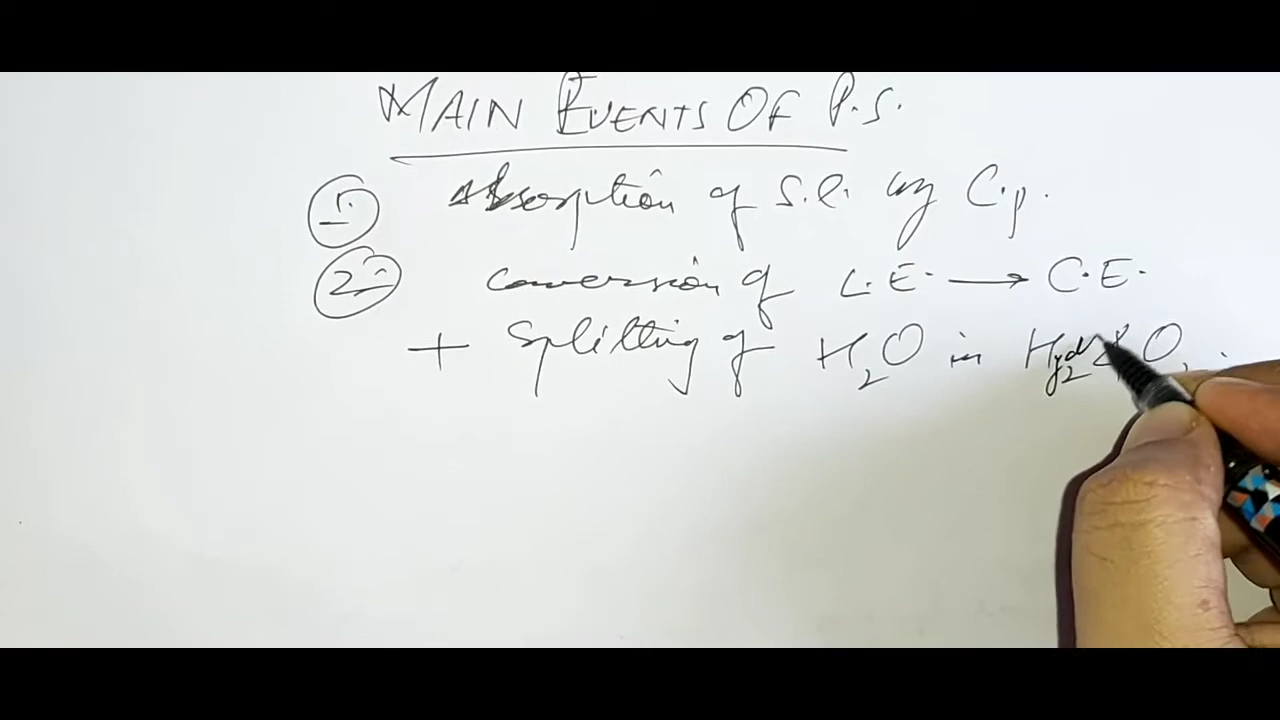 MAIN EVENTS OF P.S.
1. Absorption of S.l. by C.p.
2. Conversion of L.E. → C.E.
+ Splitting of H₂O in H₂ & O₂.